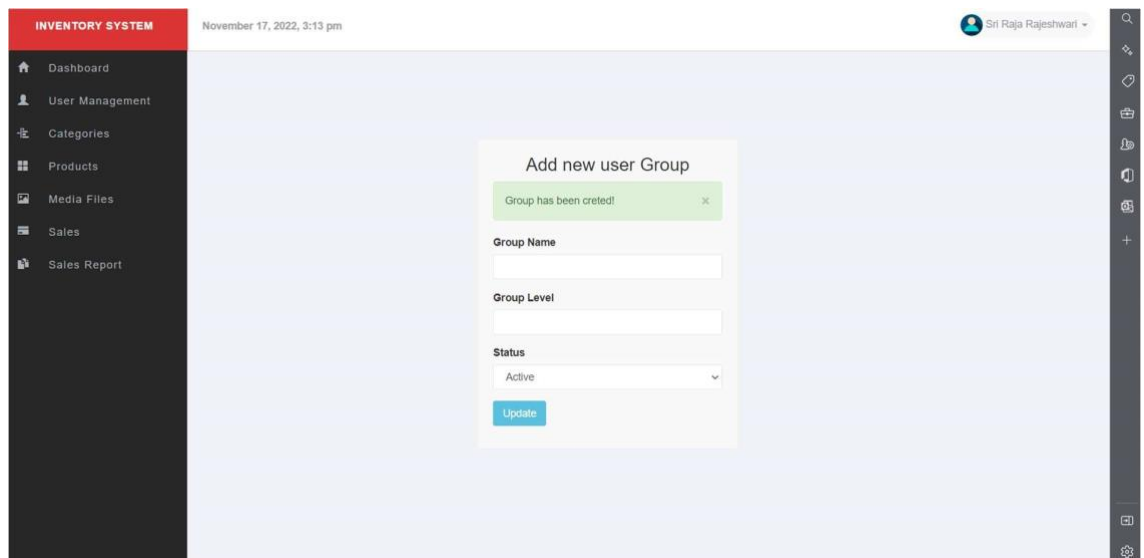 INVENTORY SYSTEM
November 17, 2022, 3:13 pm
Sri Raja Rajeshwari
Dashboard
User Management
Categories
Products
Media Files
Sales
Sales Report
Add new user Group
Group has been creted!
×
Group Name
Group Level
Status
Active
Update